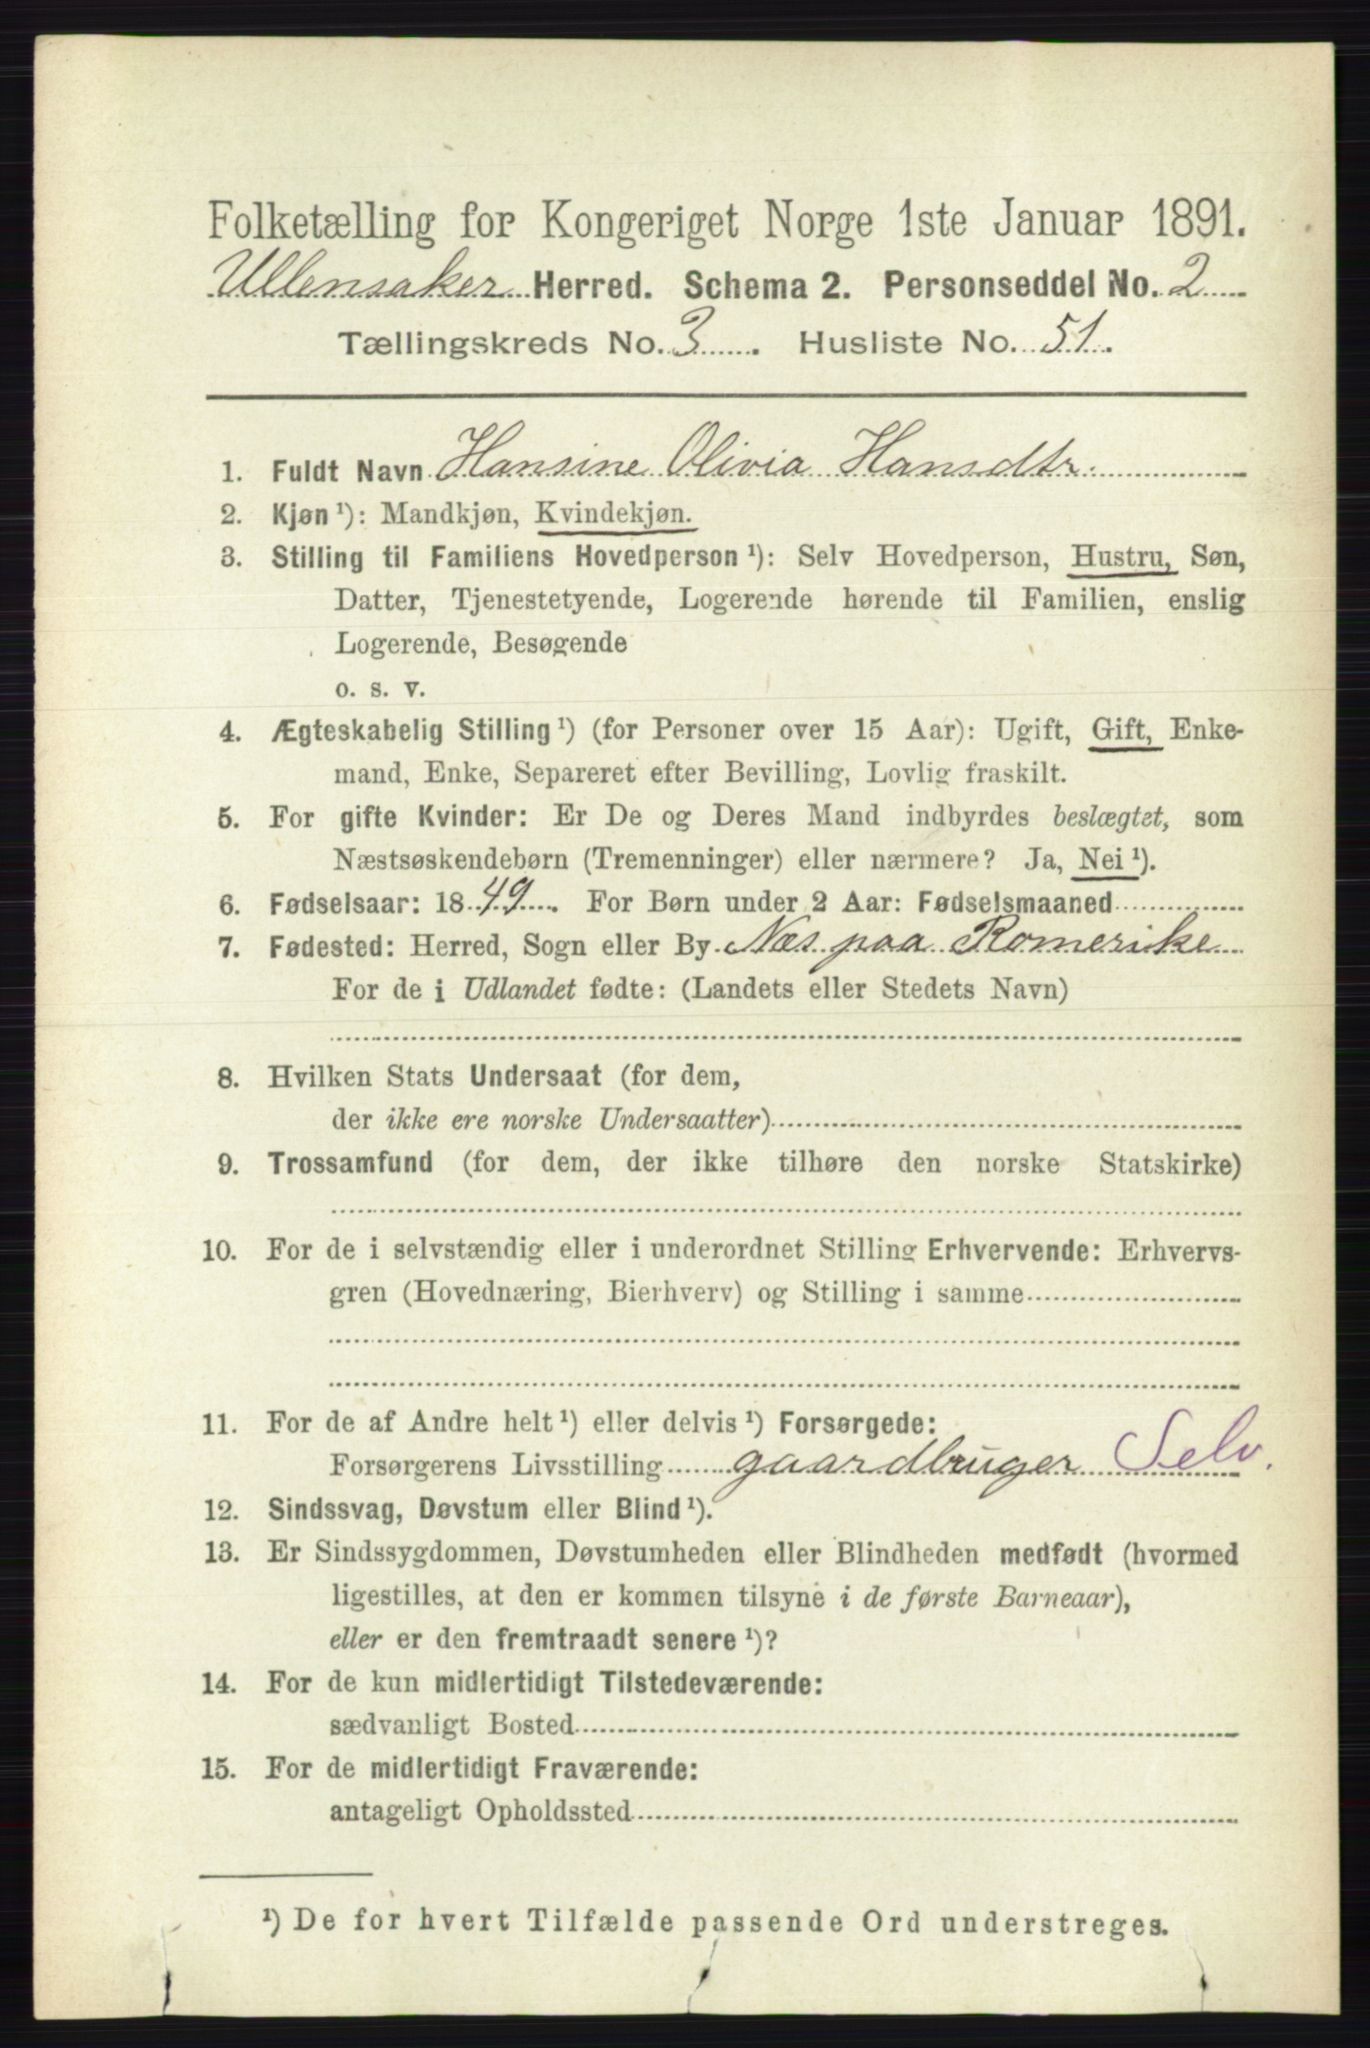 Folketælling for Kongeriget Norge 1ste Januar 1891.
Ullensaker Herred. Schema 2. Personseddel No. 2
Tællingskreds No. 3. Husliste No. 51.
1. Fuldt Navn Hansine Olivia Hansdtr.
2. Kjøn ¹): Mandkjøn, Kvindekjøn.
3. Stilling til Familiens Hovedperson ¹): Selv Hovedperson, Hustru, Søn,
Datter, Tjenestetyende, Logerende hørende til Familien, enslig
Logerende, Besøgende
o. s. v.
4. Ægteskabelig Stilling ¹) (for Personer over 15 Aar): Ugift, Gift, Enke-
mand, Enke, Separeret efter Bevilling, Lovlig fraskilt.
5. For gifte Kvinder: Er De og Deres Mand indbyrdes beslægtet, som
Næstsøskendebørn (Tremenninger) eller nærmere? Ja, Nei ¹).
6. Fødselsaar: 1849. For Børn under 2 Aar: Fødselsmaaned
7. Fødested: Herred, Sogn eller By Næs paa Romerike
For de i Udlandet fødte: (Landets eller Stedets Navn)
8. Hvilken Stats Undersaat (for dem,
der ikke ere norske Undersaatter)
9. Trossamfund (for dem, der ikke tilhøre den norske Statskirke)
10. For de i selvstændig eller i underordnet Stilling Erhvervende: Erhvervs-
gren (Hovednæring, Bierhverv) og Stilling i samme
11. For de af Andre helt ¹) eller delvis ¹) Forsørgede:
Forsørgerens Livsstilling gaardbruger Selv.
12. Sindssvag, Døvstum eller Blind ¹).
13. Er Sindssygdommen, Døvstumheden eller Blindheden medfødt (hvormed
ligestilles, at den er kommen tilsyne i de første Barneaar),
eller er den fremtraadt senere ¹)?
14. For de kun midlertidigt Tilstedeværende:
sædvanligt Bosted
15. For de midlertidigt Fraværende:
antageligt Opholdssted
¹) De for hvert Tilfælde passende Ord understreges.